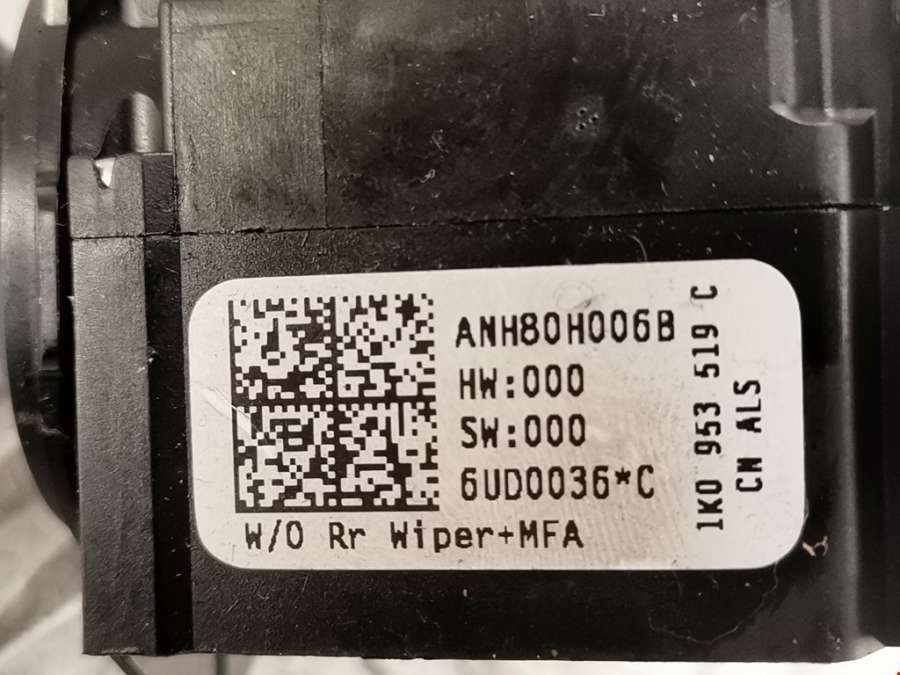 ANH80H006B
HW:000
SW:000
6UD0036*C
W/O Rr Wiper+MFA
1K0 953 519 C
CN ALS